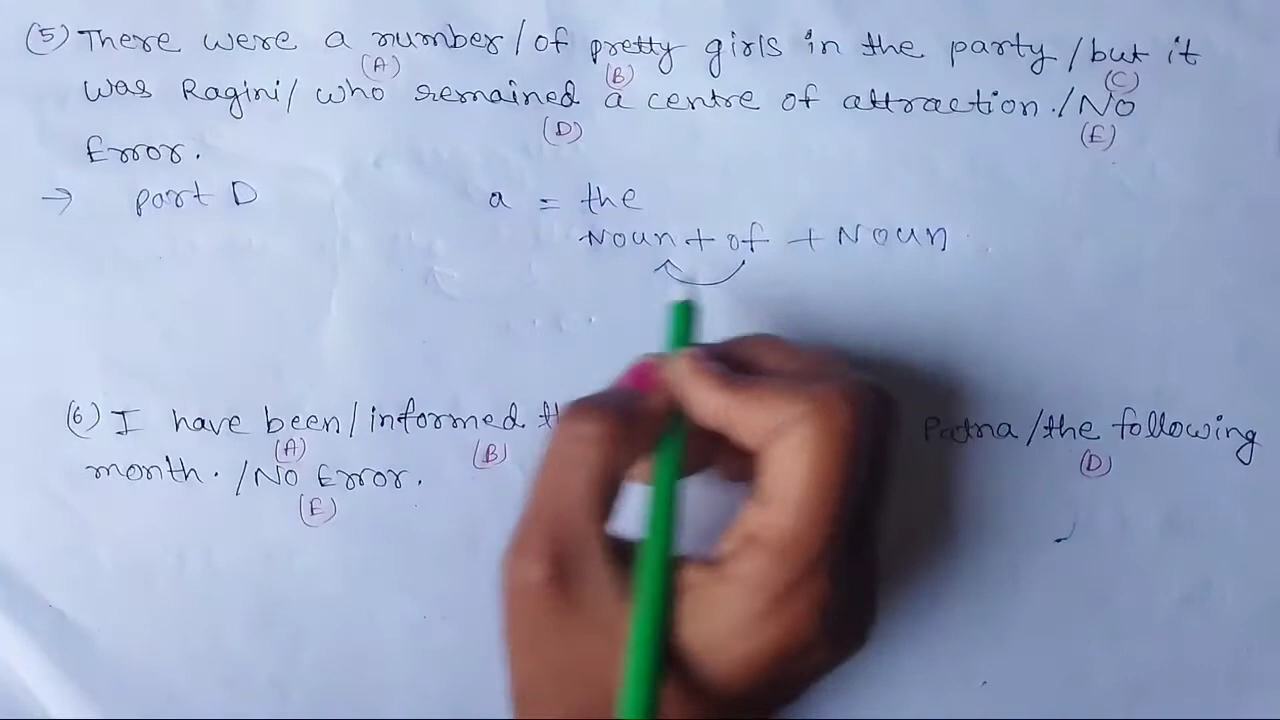 (5) There were a number / of pretty girls in the party / but it
(A) (B) (C)
was Ragini / who remained a centre of attraction. / No
(D) (E)
Error.
→ part D a = the
Noun + of + Noun
(6) I have been / informed Patna / the following
(A) (B) (D)
month. / No Error.
(E)